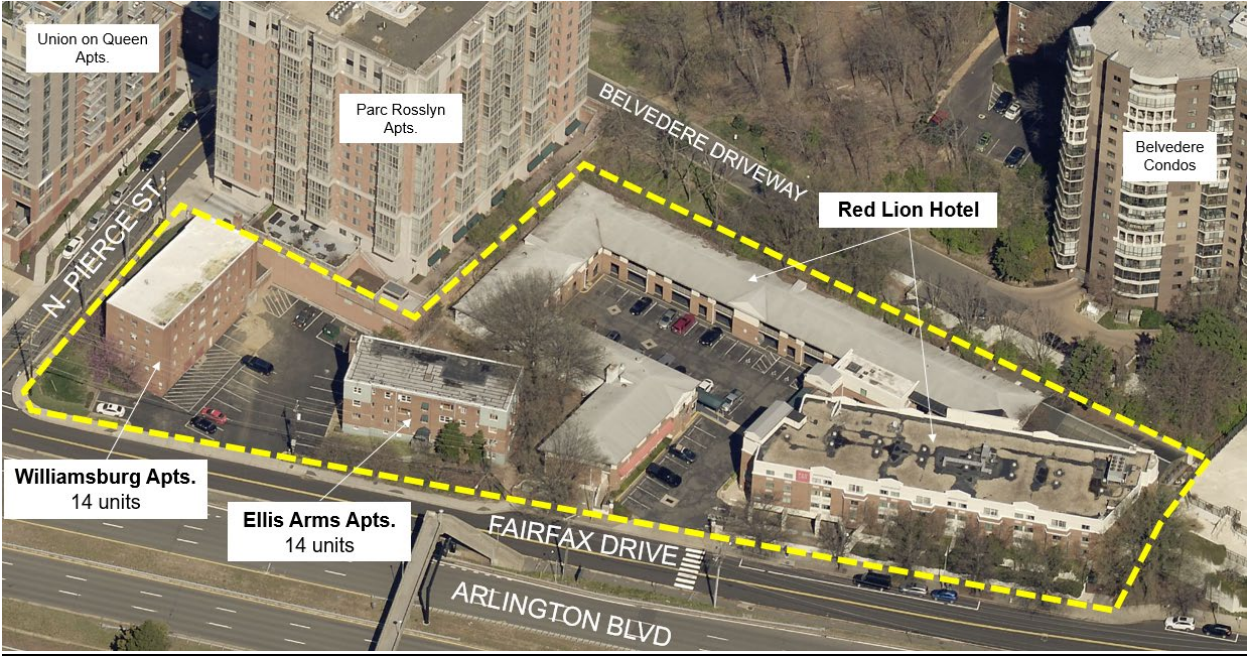 Union on Queen
Apts.
Parc Rosslyn
Apts.
BELVEDERE DRIVEWAY
Belvedere
Condos
Red Lion Hotel
N. PIERCE ST.
Williamsburg Apts.
14 units
Ellis Arms Apts.
14 units
FAIRFAX DRIVE
ARLINGTON BLVD